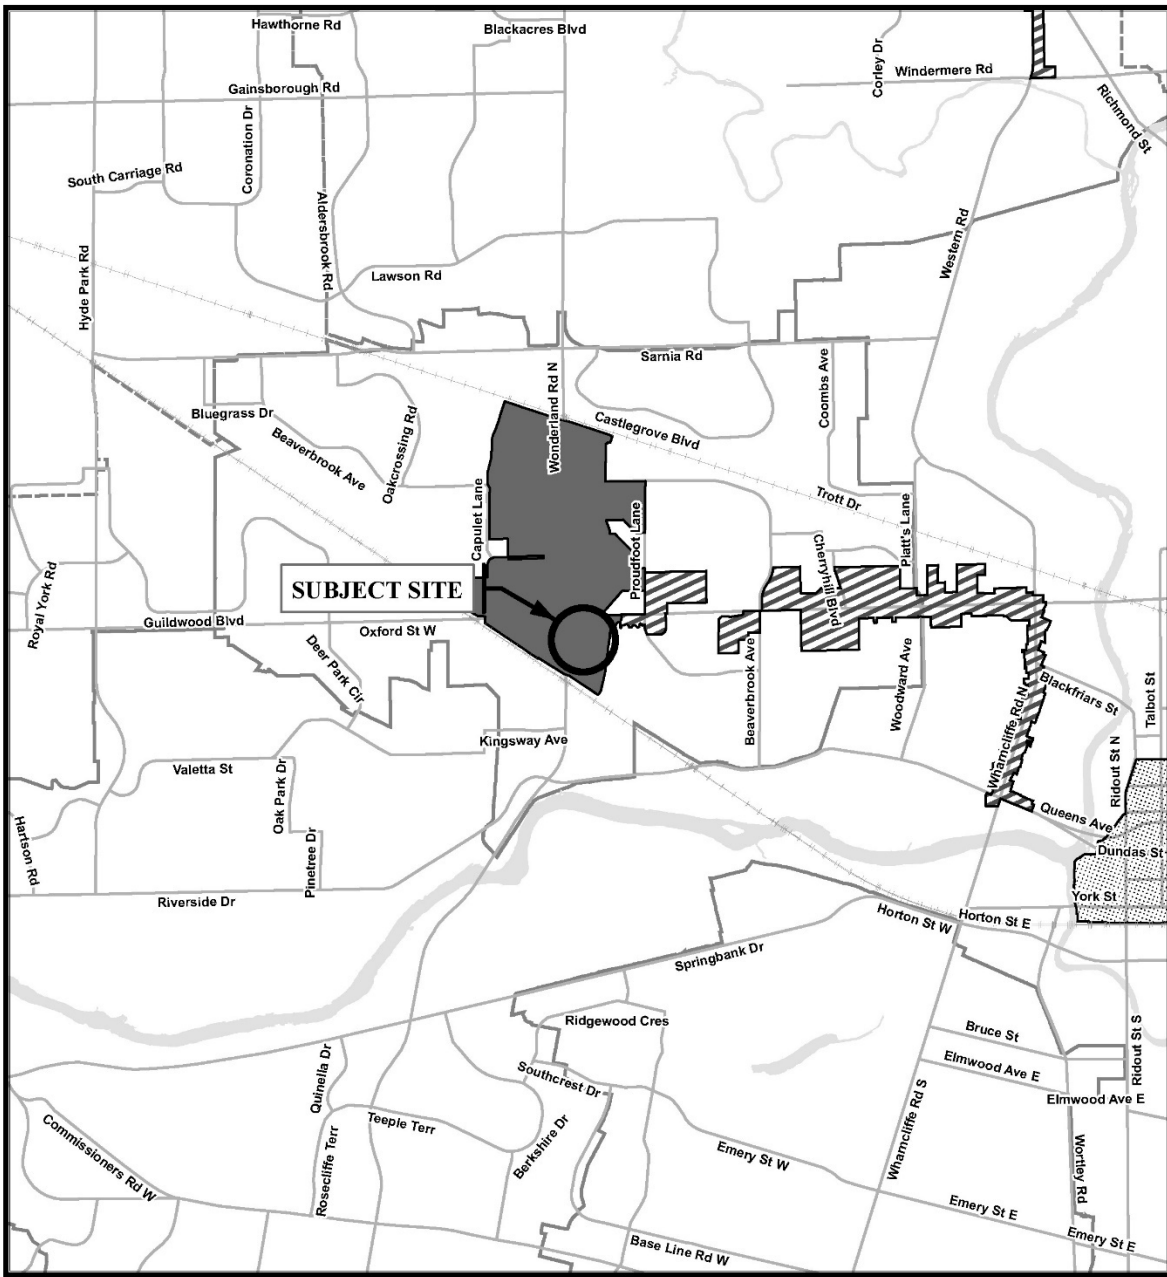 Hawthorne Rd
Blackacres Blvd
Corley Dr
Windermere Rd
Gainsborough Rd
Richmond St
Coronation Dr
South Carriage Rd
Aldersbrook Rd
Western Rd
Hyde Park Rd
Lawson Rd
Sarnia Rd
Wonderland Rd N
Coombs Ave
Bluegrass Dr
Castlegrove Blvd
Oakcrossing Rd
Beaverbrook Ave
Trott Dr
Capulet Lane
Proudfoot Lane
Platt's Lane
Cherryhill Blvd
SUBJECT SITE
Royal York Rd
Guildwood Blvd
Oxford St W
Deer Park Cir
Beaverbrook Ave
Woodward Ave
Blackfriars St
Talbot St
Wharncliffe Rd N
Kingsway Ave
Valetta St
Oak Park Dr
Ridout St N
Queens Ave
Hartson Rd
Pinetree Dr
Dundas St
Riverside Dr
York St
Horton St W
Horton St E
Springbank Dr
Ridgewood Cres
Bruce St
Ridout St S
Quinella Dr
Southcrest Dr
Elmwood Ave E
Elmwood Ave E
Teeple Terr
Berkshire Dr
Wharncliffe Rd S
Commissioners Rd W
Rosecliffe Terr
Emery St W
Wortley Rd
Emery St E
Emery St E
Base Line Rd W